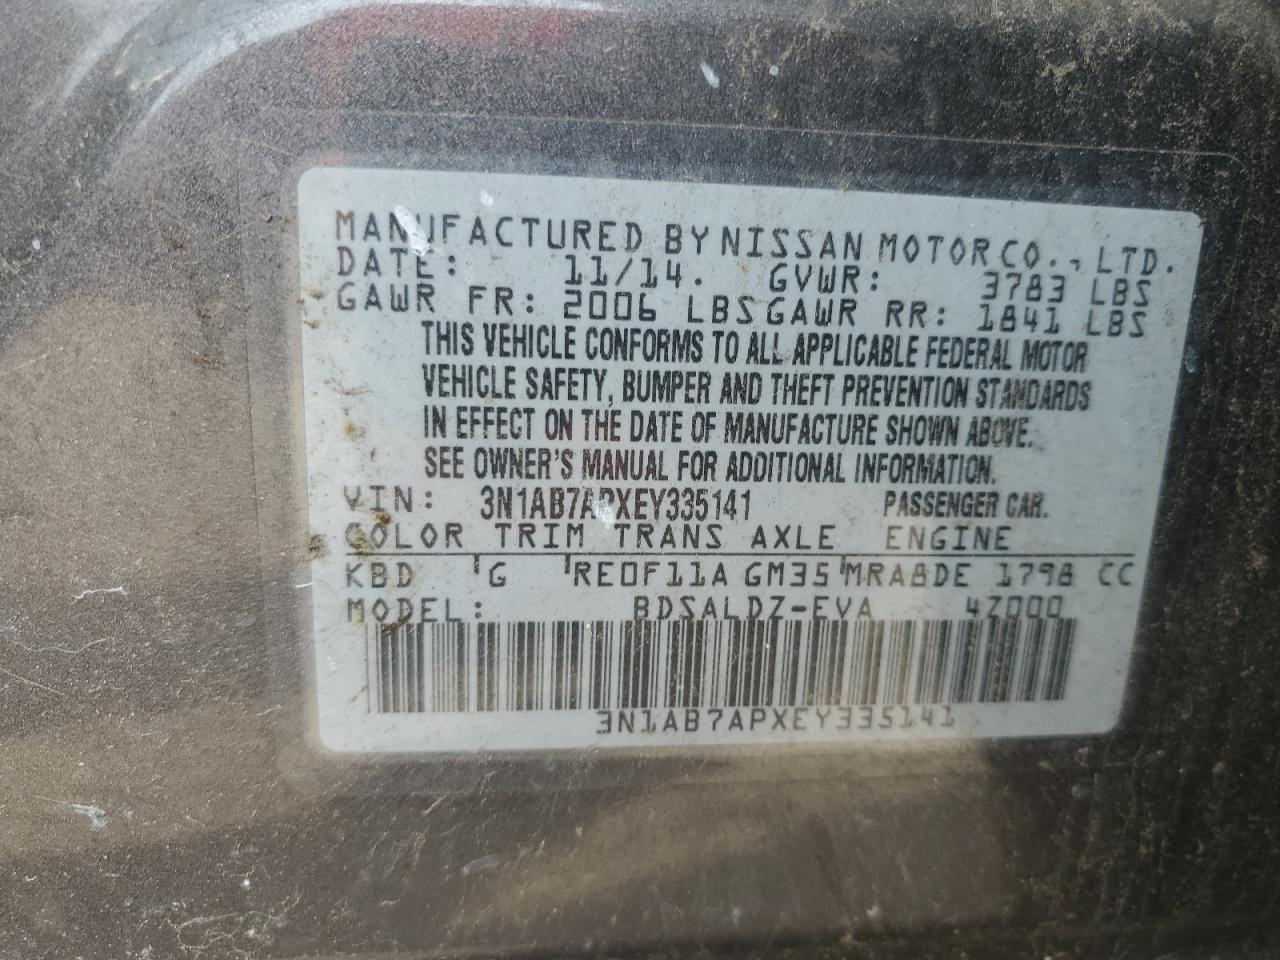 MANUFACTURED BY NISSAN MOTOR CO., LTD.
DATE: 11/14. GVWR: 3783 LBS
GAWR FR: 2006 LBS GAWR RR: 1841 LBS
THIS VEHICLE CONFORMS TO ALL APPLICABLE FEDERAL MOTOR
VEHICLE SAFETY, BUMPER AND THEFT PREVENTION STANDARDS
IN EFFECT ON THE DATE OF MANUFACTURE SHOWN ABOVE.
SEE OWNER'S MANUAL FOR ADDITIONAL INFORMATION.
VIN: 3N1AB7APXEY335141 PASSENGER CAR.
COLOR TRIM TRANS AXLE ENGINE
KBD G RE0F11A GM35 MRA8DE 1798 CC
MODEL: BDSALDZ-EVA 4Z000
3N1AB7APXEY335141